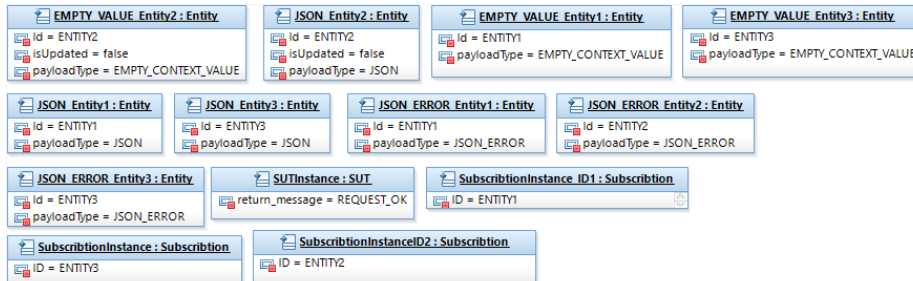 EMPTY_VALUE_Entity2 : Entity
Id = ENTITY2
isUpdated = false
payloadType = EMPTY_CONTEXT_VALUE
JSON_Entity2 : Entity
Id = ENTITY2
isUpdated = false
payloadType = JSON
EMPTY_VALUE_Entity1 : Entity
Id = ENTITY1
payloadType = EMPTY_CONTEXT_VALUE
EMPTY_VALUE_Entity3 : Entity
Id = ENTITY3
payloadType = EMPTY_CONTEXT_VALUE
JSON_Entity1 : Entity
Id = ENTITY1
payloadType = JSON
JSON_Entity3 : Entity
Id = ENTITY3
payloadType = JSON
JSON_ERROR_Entity1 : Entity
Id = ENTITY1
payloadType = JSON_ERROR
JSON_ERROR_Entity2 : Entity
Id = ENTITY2
payloadType = JSON_ERROR
JSON_ERROR_Entity3 : Entity
Id = ENTITY3
payloadType = JSON_ERROR
SUTInstance : SUT
return_message = REQUEST_OK
SubscribtionInstance_ID1 : Subscribtion
ID = ENTITY1
SubscribtionInstance : Subscribtion
ID = ENTITY3
SubscribtionInstanceID2 : Subscribtion
ID = ENTITY2